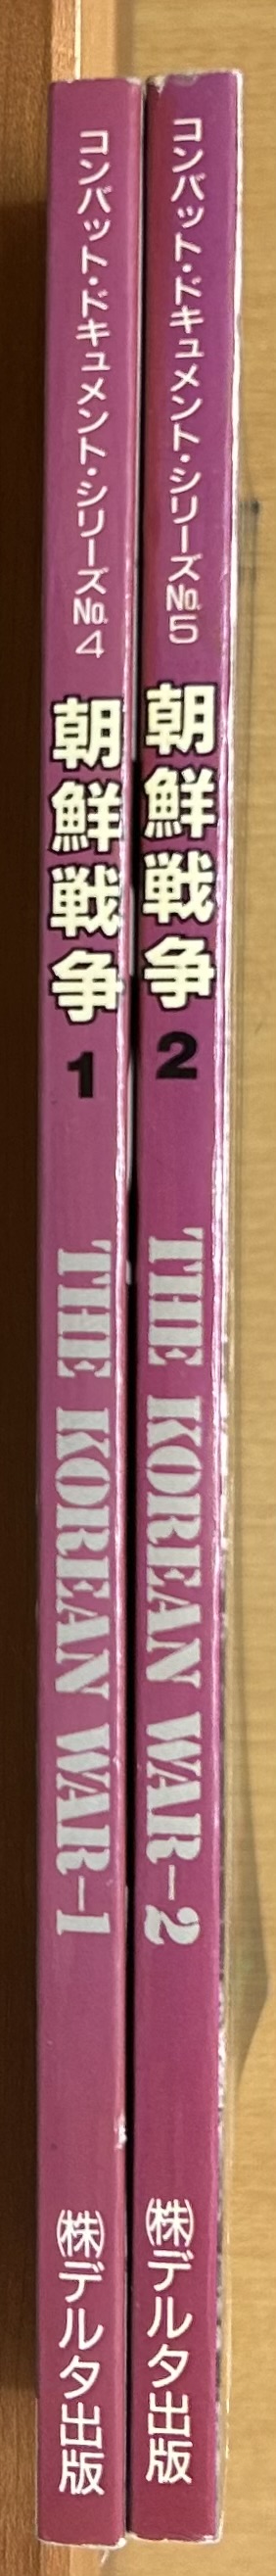 コンバット・ドキュメント・シリーズ№4
朝鮮戦争1
THE KOREAN WAR-1
㈱デルタ出版
コンバット・ドキュメント・シリーズ№5
朝鮮戦争2
THE KOREAN WAR-2
㈱デルタ出版